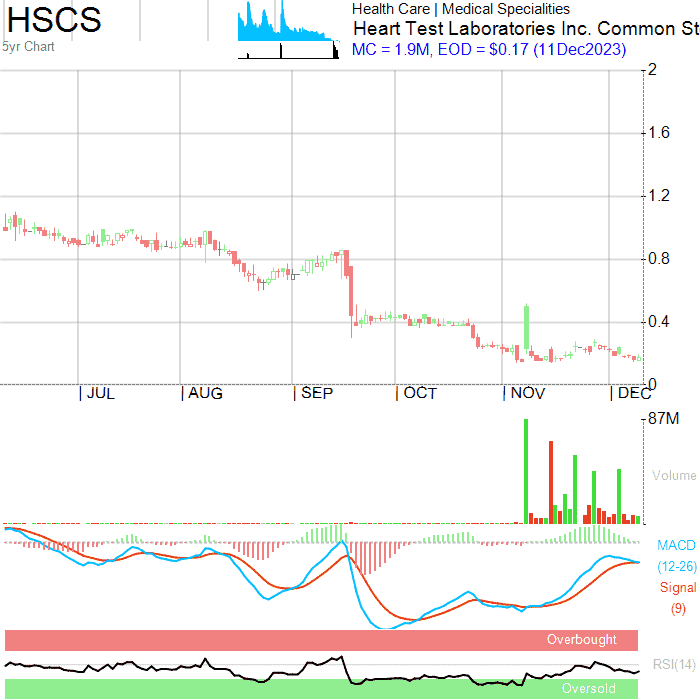 HSCS
5yr Chart
Health Care | Medical Specialities
Heart Test Laboratories Inc. Common St
MC = 1.9M, EOD = $0.17 (11Dec2023)
2
1.6
1.2
0.8
0.4
0
| JUL | AUG | SEP | OCT | NOV | DEC
87M
Volume
MACD
(12-26)
Signal
(9)
Overbought
RSI(14)
Oversold